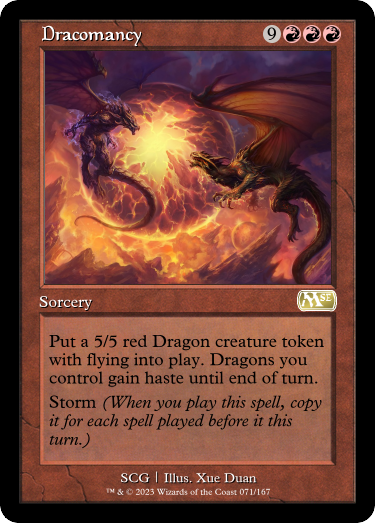 Dracomancy 9
Sorcery MSE
Put a 5/5 red Dragon creature token
with flying into play. Dragons you
control gain haste until end of turn.
Storm (When you play this spell, copy
it for each spell played before it this
turn.)
SCG | Illus. Xue Duan
™ & © 2023 Wizards of the Coast 071/167